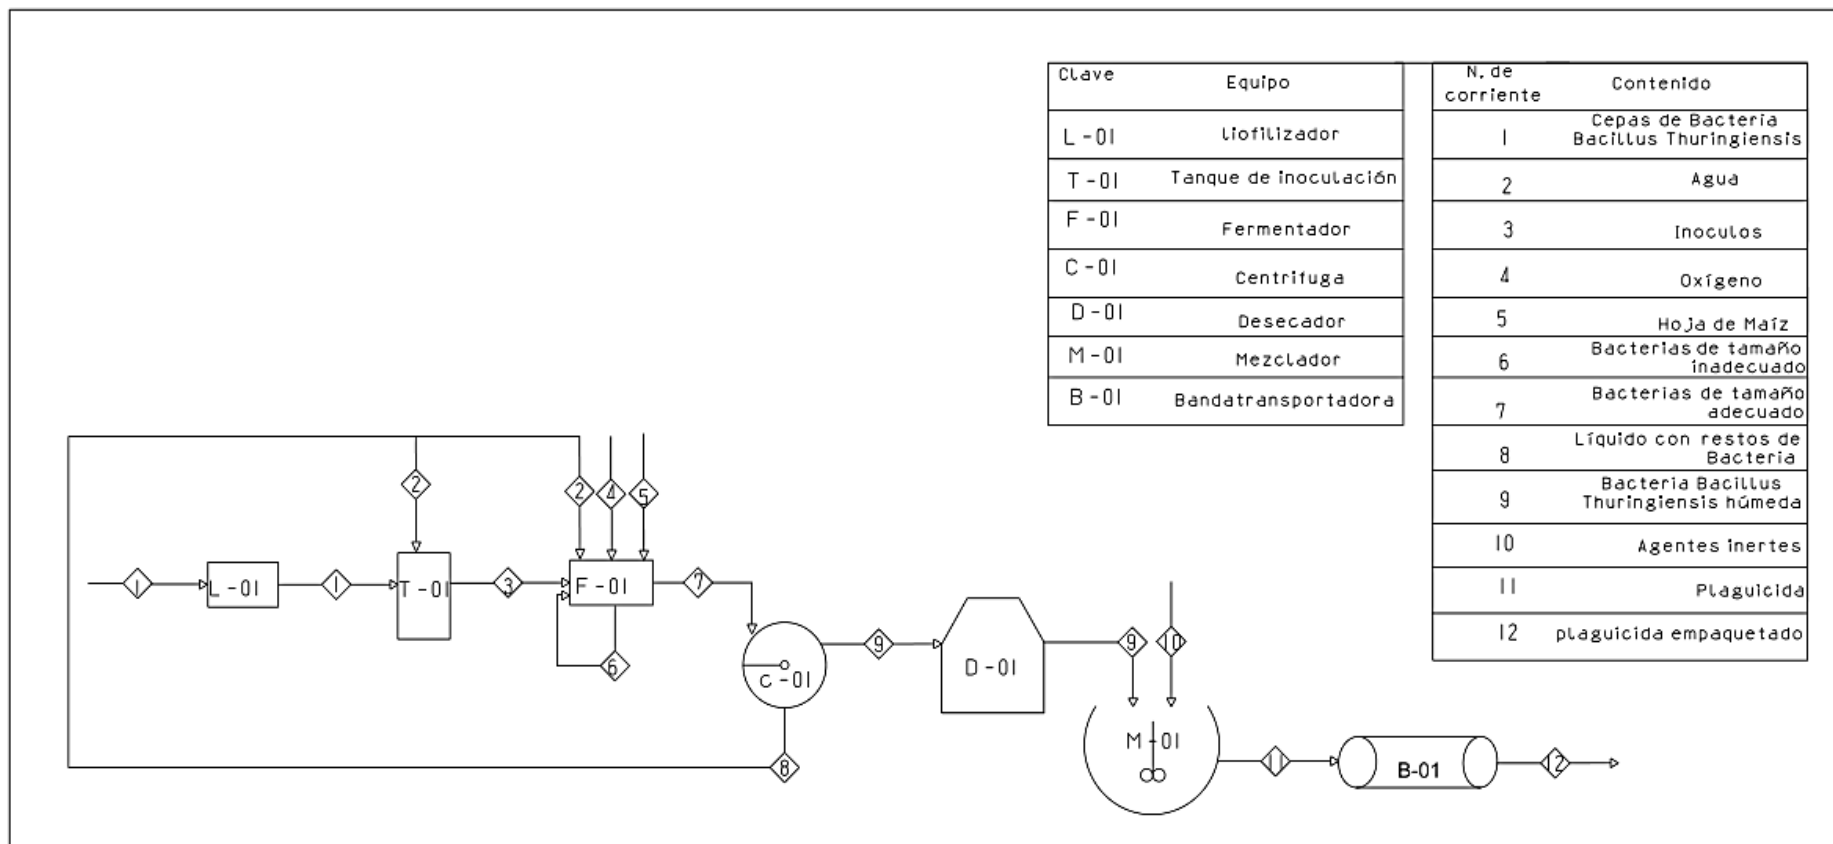 Clave Equipo
L-01 liofilizador
T-01 Tanque de inoculación
F-01 Fermentador
C-01 Centrifuga
D-01 Desecador
M-01 Mezclador
B-01 Bandatransportadora
N. de
corriente Contenido
1 Cepas de Bacteria
Bacillus Thuringiensis
2 Agua
3 Inoculos
4 Oxígeno
5 Hoja de Maíz
6 Bacterias de tamaño
inadecuado
7 Bacterias de tamaño
adecuado
8 Líquido con restos de
Bacteria
9 Bacteria Bacillus
Thuringiensis húmeda
10 Agentes inertes
11 Plaguicida
12 plaguicida empaquetado
2 2 4 5
1 L-01 1 T-01 3 F-01 7
6
C-01 9 D-01 9 10
8
M-01 11 B-01 12